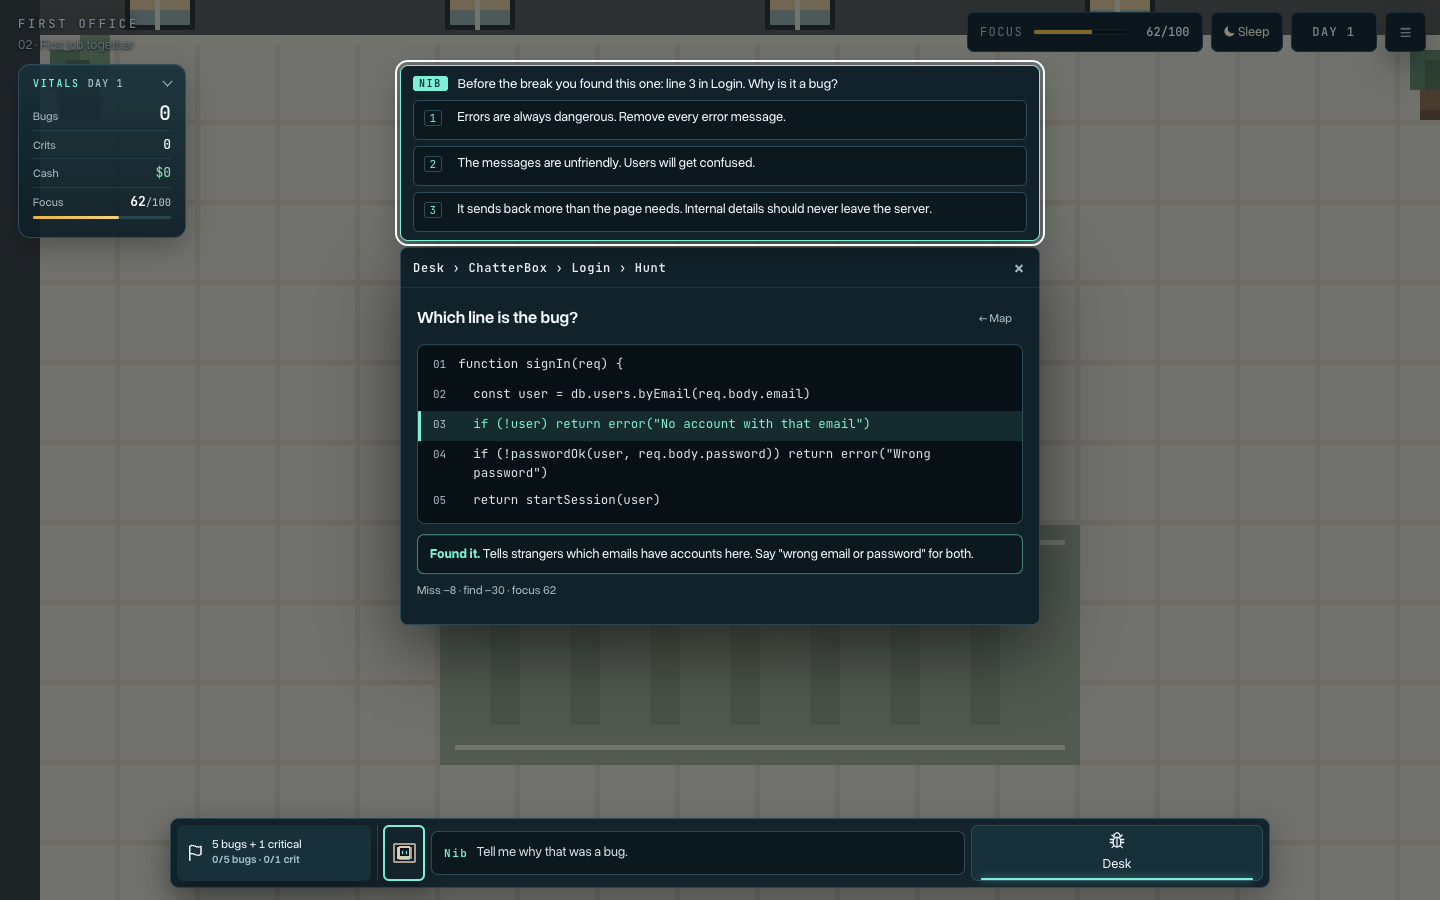 FIRST OFFICE
02 · First job together
FOCUS 62/100
Sleep
DAY 1
VITALS DAY 1
Bugs 0
Crits 0
Cash $0
Focus 62/100
NIB Before the break you found this one: line 3 in Login. Why is it a bug?
1 Errors are always dangerous. Remove every error message.
2 The messages are unfriendly. Users will get confused.
3 It sends back more than the page needs. Internal details should never leave the server.
Desk › ChatterBox › Login › Hunt ×
Which line is the bug?
← Map
01 function signIn(req) {
02 const user = db.users.byEmail(req.body.email)
03 if (!user) return error("No account with that email")
04 if (!passwordOk(user, req.body.password)) return error("Wrong
password")
05 return startSession(user)
Found it. Tells strangers which emails have accounts here. Say "wrong email or password" for both.
Miss −8 · find −30 · focus 62
5 bugs + 1 critical
0/5 bugs · 0/1 crit
Nib Tell me why that was a bug.
Desk